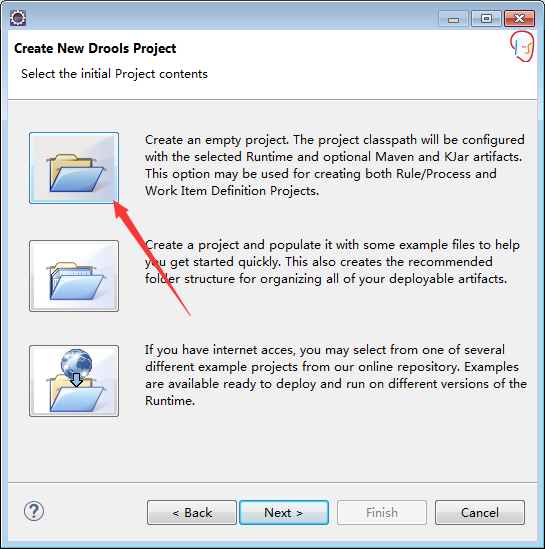 Create New Drools Project
Select the initial Project contents
Create an empty project. The project classpath will be configured
with the selected Runtime and optional Maven and KJar artifacts.
This option may be used for creating both Rule/Process and
Work Item Definition Projects.
Create a project and populate it with some example files to help
you get started quickly. This also creates the recommended
folder structure for organizing all of your deployable artifacts.
If you have internet acces, you may select from one of several
different example projects from our online repository. Examples
are available ready to deploy and run on different versions of the
Runtime.
?
< Back
Next >
Finish
Cancel